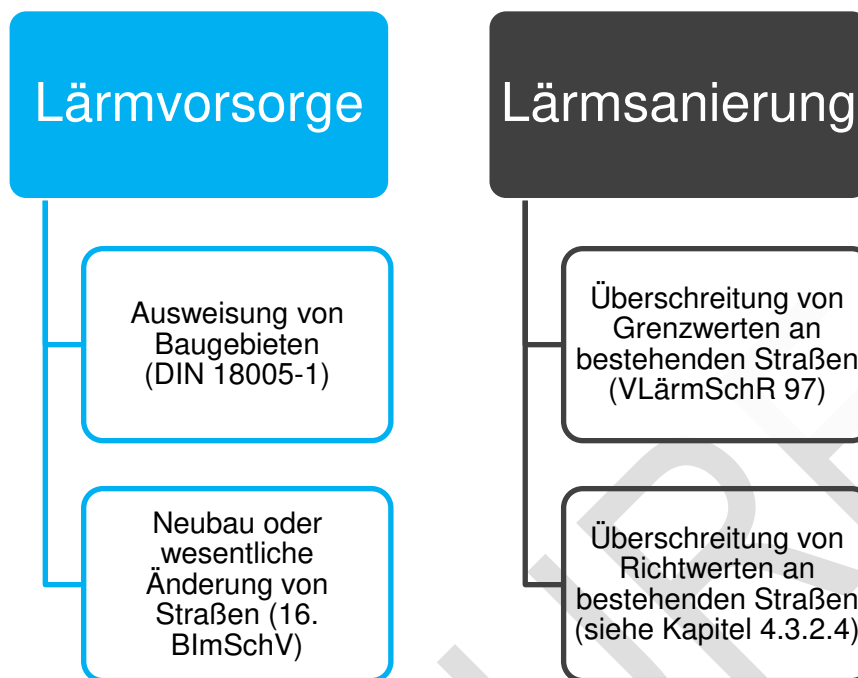 Lärmvorsorge
Ausweisung von
Baugebieten
(DIN 18005-1)
Neubau oder
wesentliche
Änderung von
Straßen (16.
BImSchV)
Lärmsanierung
Überschreitung von
Grenzwerten an
bestehenden Straßen
(VLärmSchR 97)
Überschreitung von
Richtwerten an
bestehenden Straßen
(siehe Kapitel 4.3.2.4)